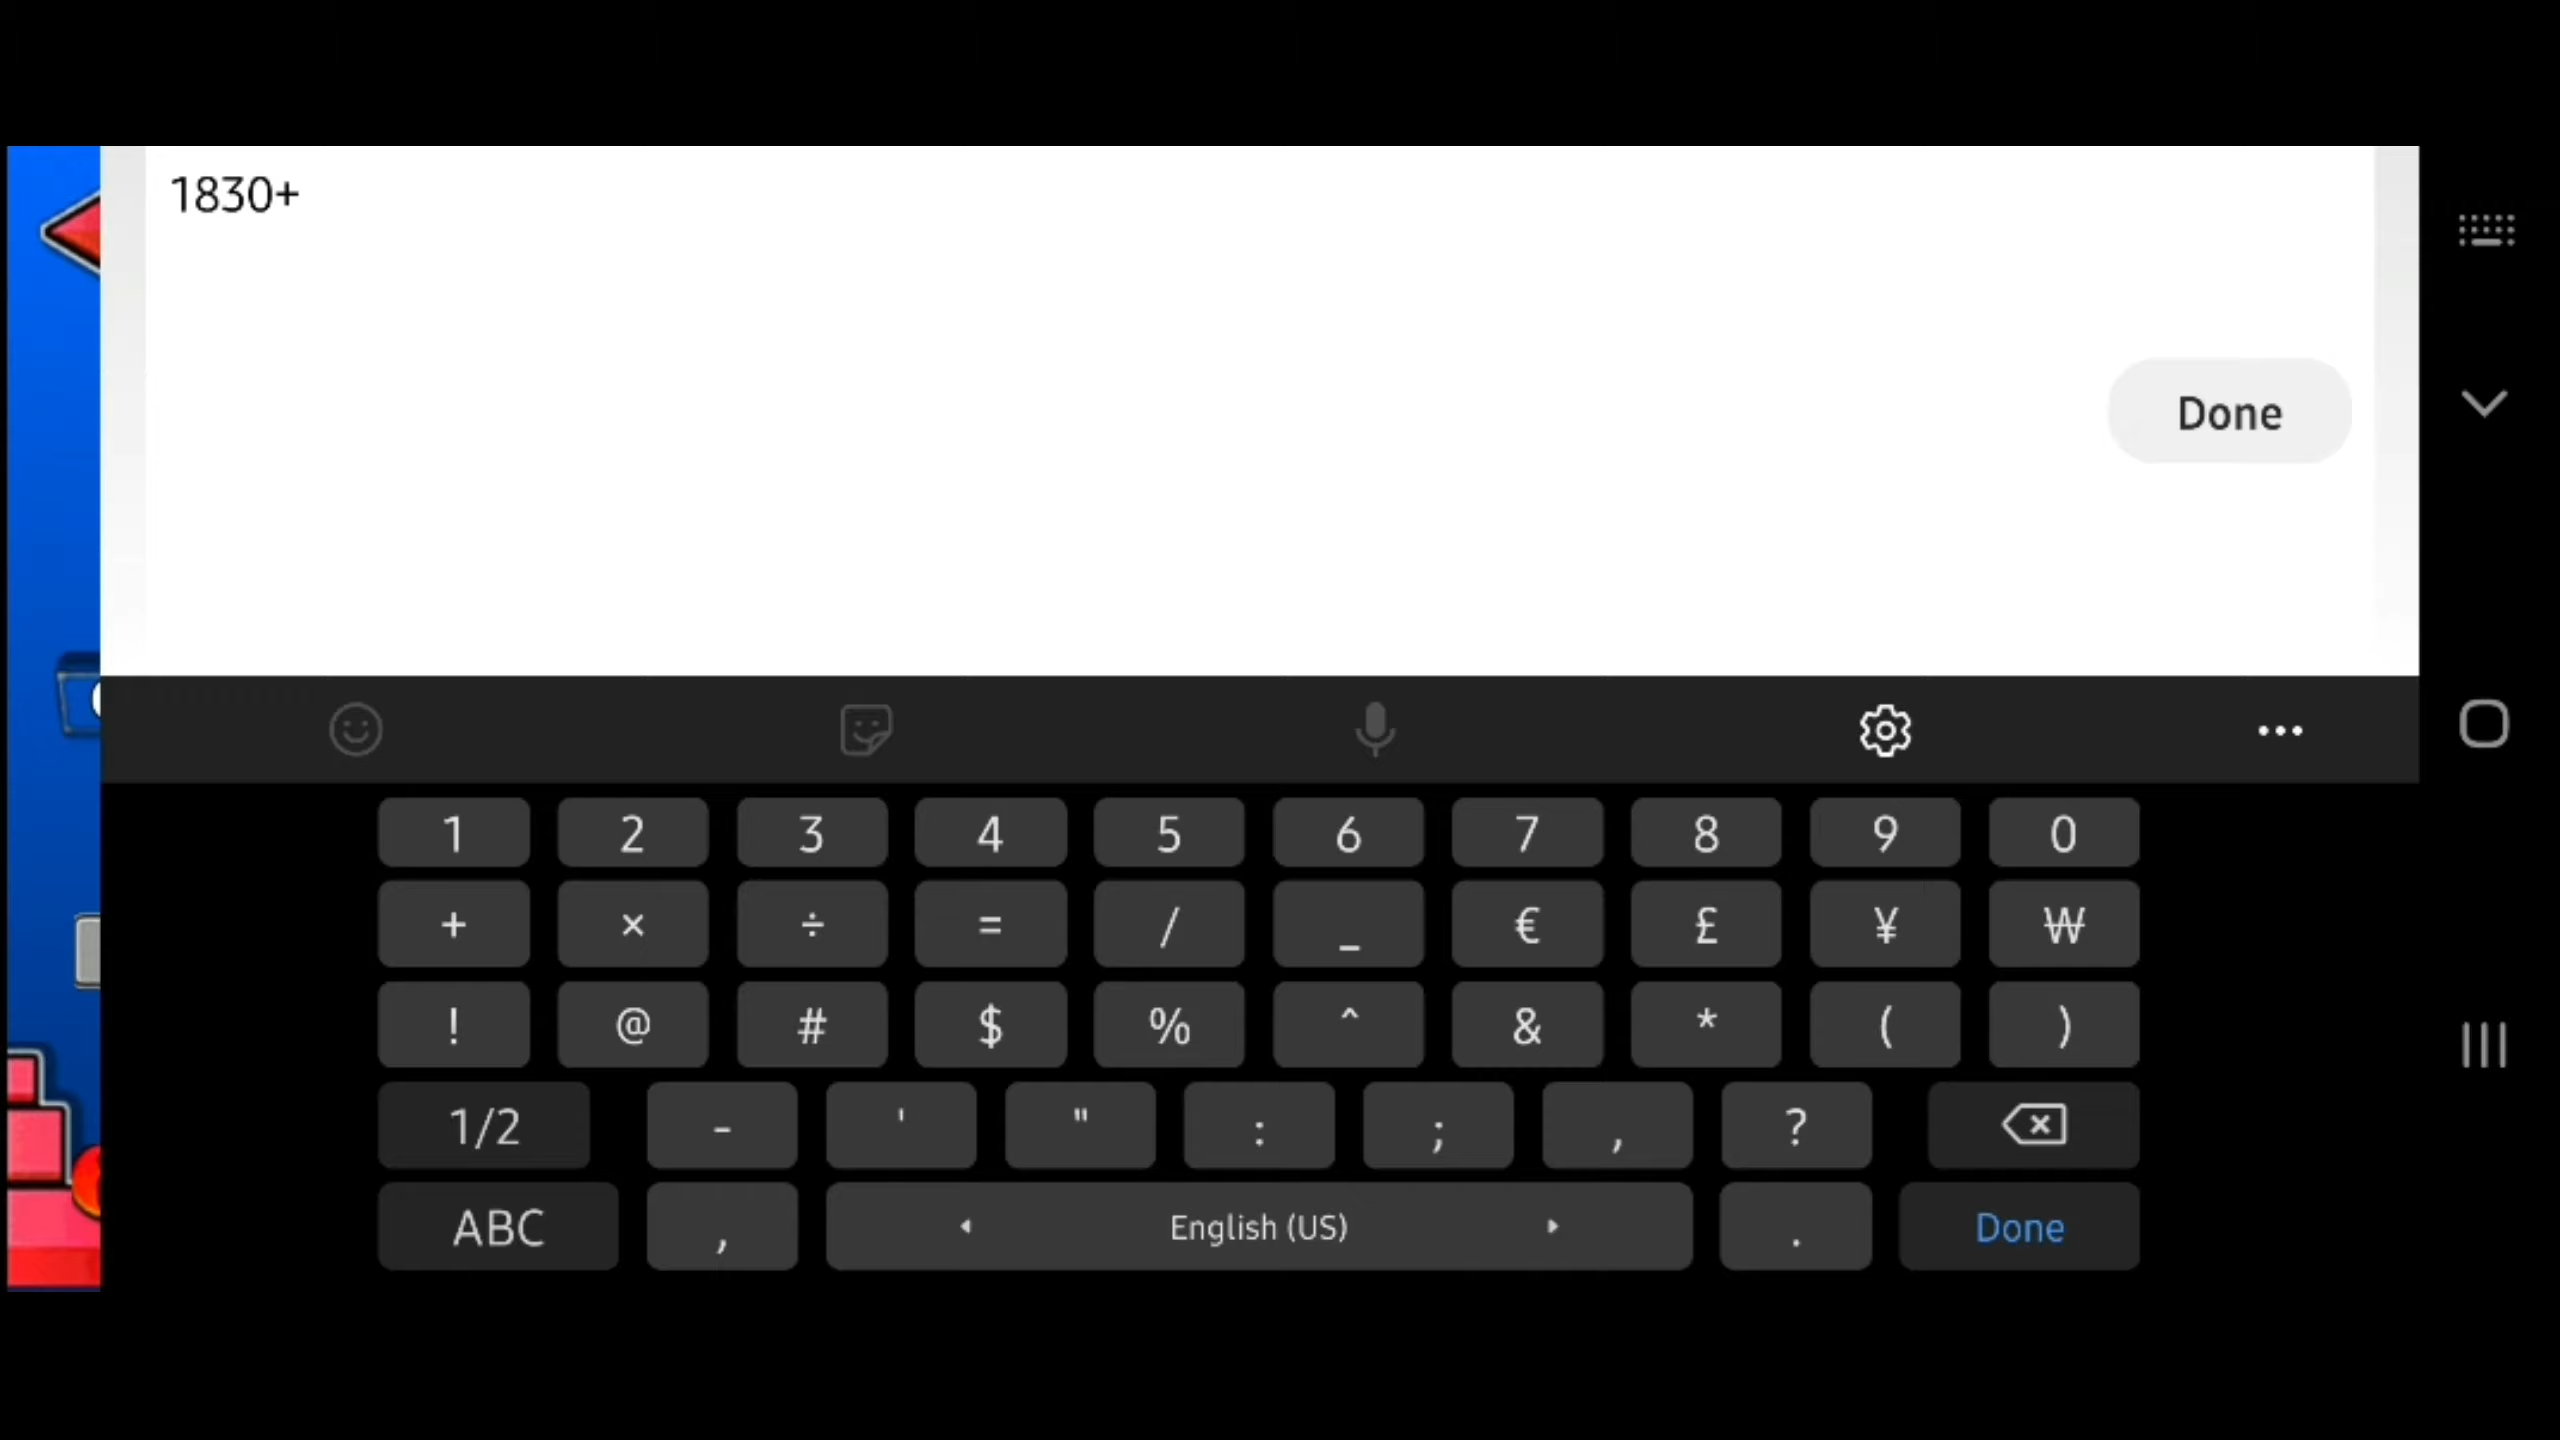 1830+
Done
1 2 3 4 5 6 7 8 9 0
+ × ÷ = / _ € £ ¥ ₩
! @ # $ % ^ & * ( )
1/2 - ' " : ; , ?
ABC , English (US) . Done